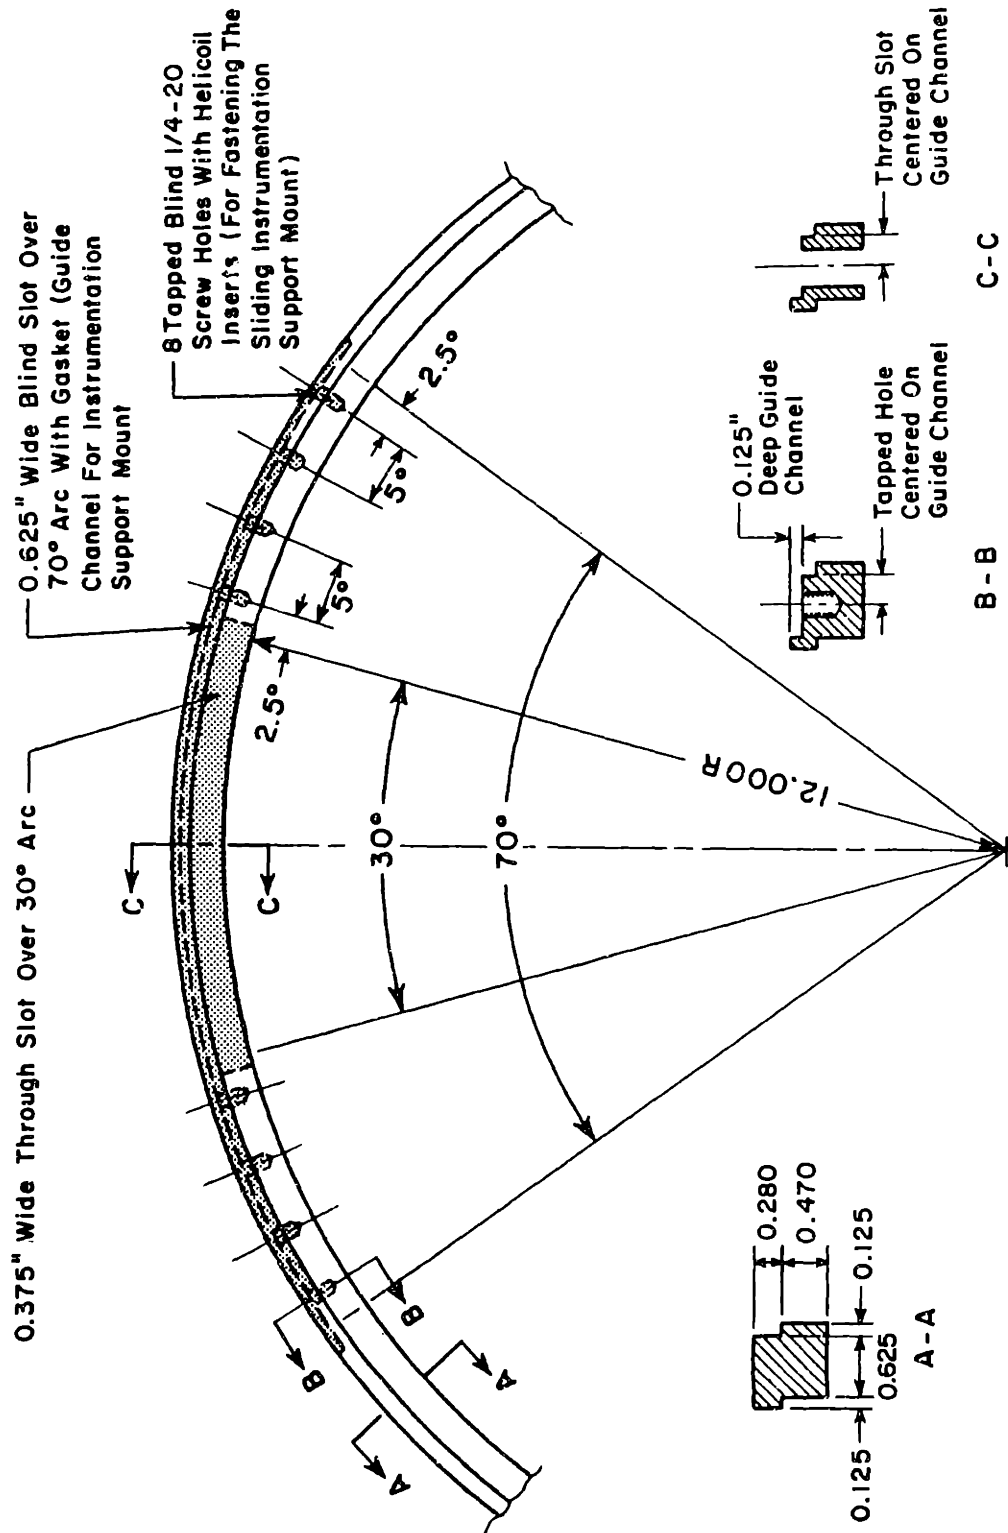 0.375" Wide Through Slot Over 30° Arc
0.625" Wide Blind Slot Over
70° Arc With Gasket (Guide
Channel For Instrumentation
Support Mount
8 Tapped Blind 1/4-20
Screw Holes With Helicoil
Inserts (For Fastening The
Sliding Instrumentation
Support Mount)
C
C
2.5°
5°
5°
2.5°
30°
70°
12.000R
B
B
A
A
0.280
0.470
0.125
0.625
0.125
A-A
0.125"
Deep Guide
Channel
Tapped Hole
Centered On
Guide Channel
B-B
Through Slot
Centered On
Guide Channel
C-C